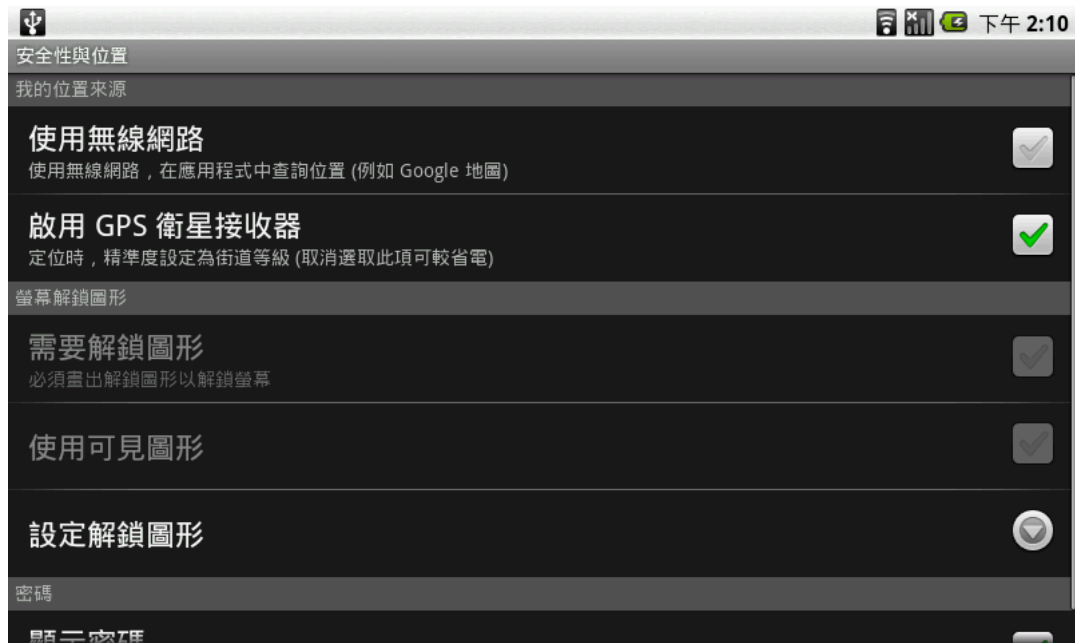 下午 2:10
安全性與位置
我的位置來源
使用無線網路
使用無線網路，在應用程式中查詢位置 (例如 Google 地圖)
啟用 GPS 衛星接收器
定位時，精準度設定為街道等級 (取消選取此項可較省電)
螢幕解鎖圖形
需要解鎖圖形
必須畫出解鎖圖形以解鎖螢幕
使用可見圖形
設定解鎖圖形
密碼
顯示密碼